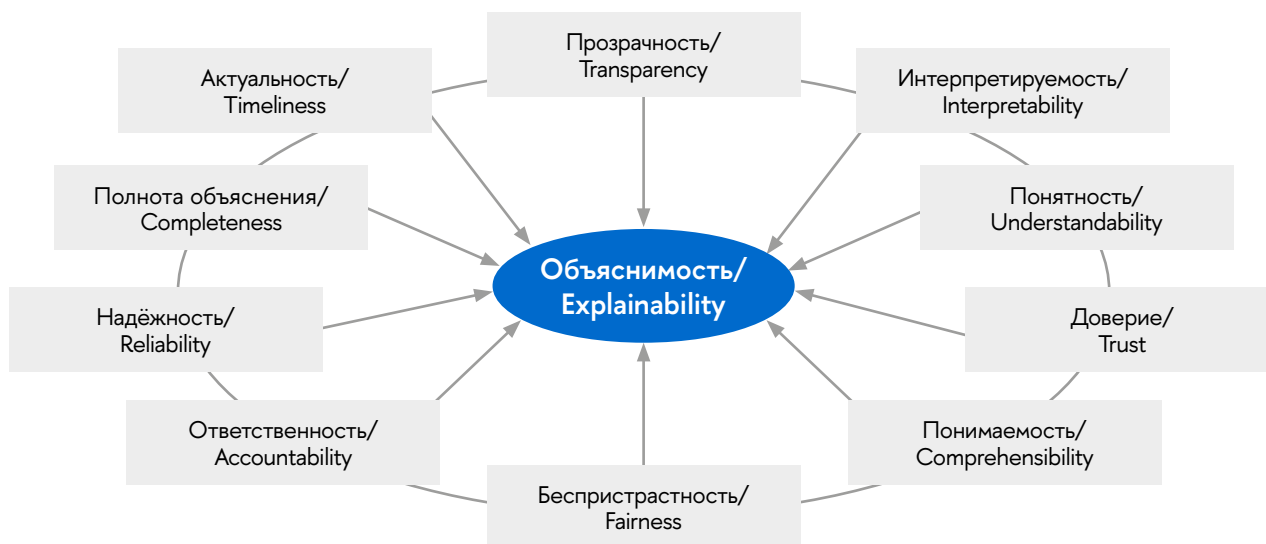 Прозрачность/
Transparency
Актуальность/
Timeliness
Интерпретируемость/
Interpretability
Полнота объяснения/
Completeness
Понятность/
Understandability
Объяснимость/
Explainability
Надёжность/
Reliability
Доверие/
Trust
Ответственность/
Accountability
Понимаемость/
Comprehensibility
Беспристрастность/
Fairness